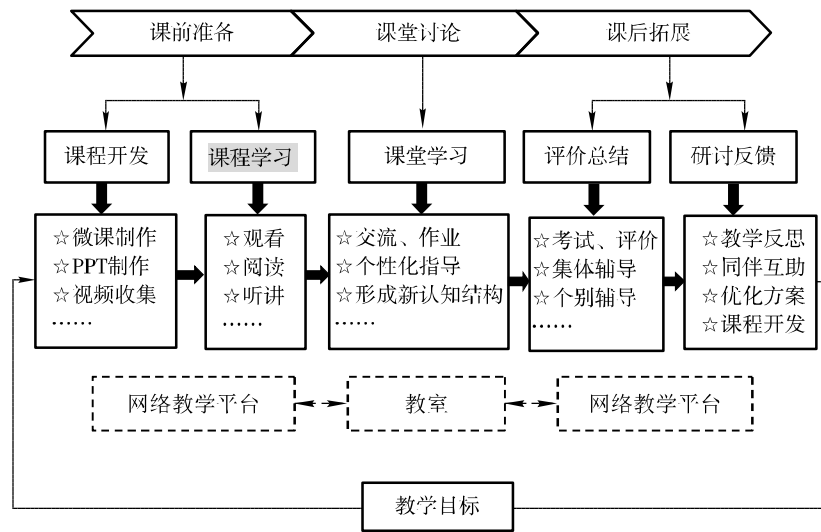 课前准备
课堂讨论
课后拓展
课程开发
课程学习
课堂学习
评价总结
研讨反馈
☆微课制作
☆PPT制作
☆视频收集
……
☆观看
☆阅读
☆听讲
……
☆交流、作业
☆个性化指导
☆形成新认知结构
……
☆考试、评价
☆集体辅导
☆个别辅导
……
☆教学反思
☆同伴互助
☆优化方案
☆课程开发
网络教学平台
教室
网络教学平台
教学目标